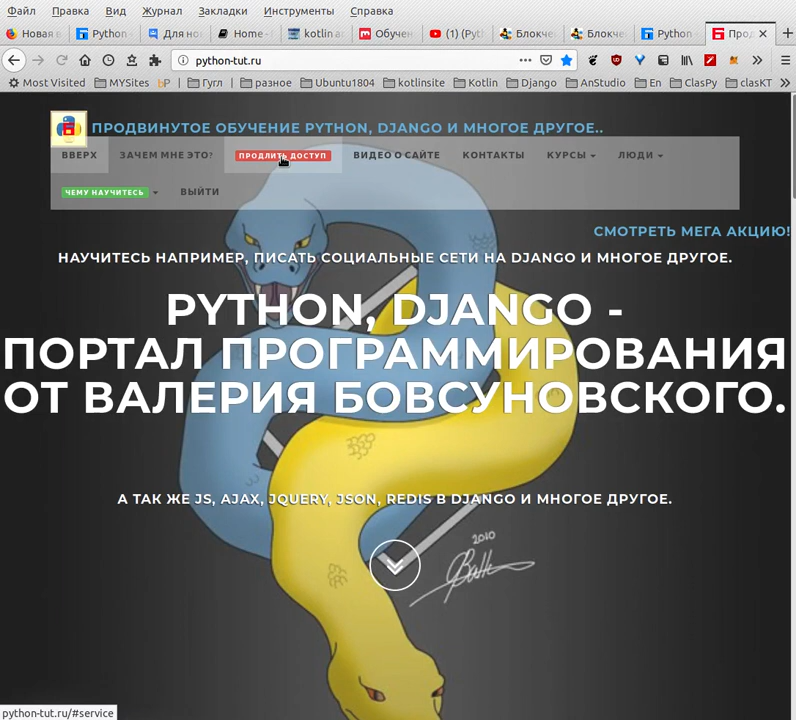 Файл Правка Вид Журнал Закладки Инструменты Справка
Новая в Python Для но Home - kotlin a Обучен (1) (Pyt Блокче Блокче Python Прод
python-tut.ru
Most Visited MYSites Гугл разное Ubuntu1804 kotlinsite Kotlin Django AnStudio En ClasPy clasKT
ПРОДВИНУТОЕ ОБУЧЕНИЕ PYTHON, DJANGO И МНОГОЕ ДРУГОЕ..
ВВЕРХ ЗАЧЕМ МНЕ ЭТО? ПРОДЛИТЬ ДОСТУП ВИДЕО О САЙТЕ КОНТАКТЫ КУРСЫ ЛЮДИ
ЧЕМУ НАУЧИТЕСЬ ВЫЙТИ
СМОТРЕТЬ МЕГА АКЦИЮ!
НАУЧИТЕСЬ НАПРИМЕР, ПИСАТЬ СОЦИАЛЬНЫЕ СЕТИ НА DJANGO И МНОГОЕ ДРУГОЕ.
PYTHON, DJANGO -
ПОРТАЛ ПРОГРАММИРОВАНИЯ
ОТ ВАЛЕРИЯ БОВСУНОВСКОГО.
А ТАК ЖЕ JS, AJAX, JQUERY, JSON, REDIS В DJANGO И МНОГОЕ ДРУГОЕ.
2010
python-tut.ru/#service